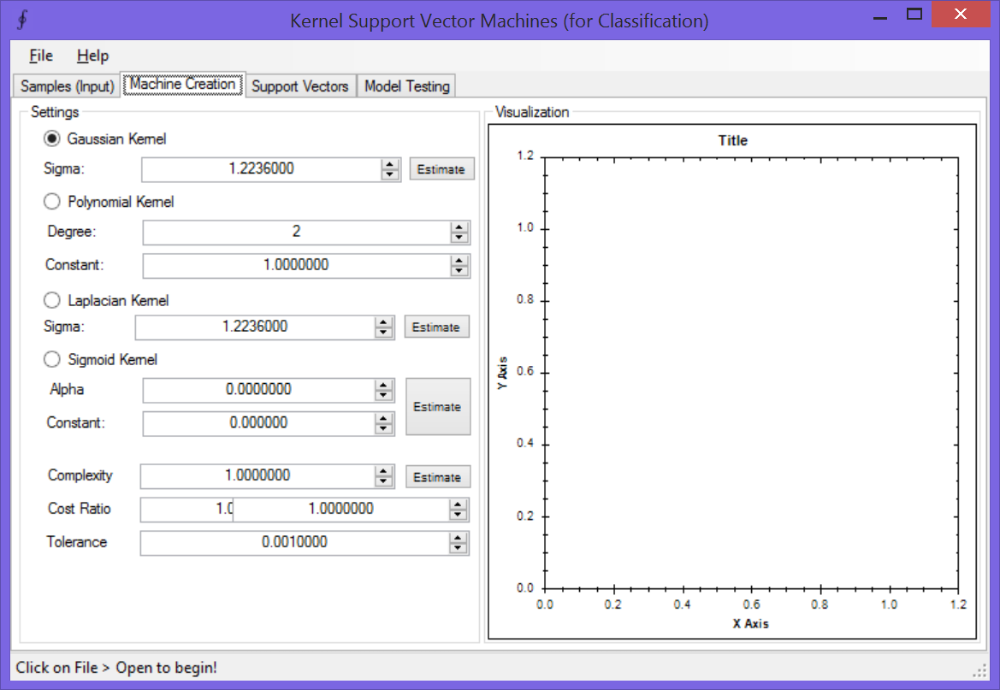 Kernel Support Vector Machines (for Classification)
File Help
Samples (Input) Machine Creation Support Vectors Model Testing
Settings
Gaussian Kernel
Sigma: 1.2236000 Estimate
Polynomial Kernel
Degree: 2
Constant: 1.0000000
Laplacian Kernel
Sigma: 1.2236000 Estimate
Sigmoid Kernel
Alpha 0.0000000
Estimate
Constant: 0.000000
Complexity 1.0000000 Estimate
Cost Ratio 1.0 1.0000000
Tolerance 0.0010000
Visualization
Title
1.2
1.0
0.8
0.6
0.4
0.2
0.0
Y Axis
0.0 0.2 0.4 0.6 0.8 1.0 1.2
X Axis
Click on File > Open to begin!